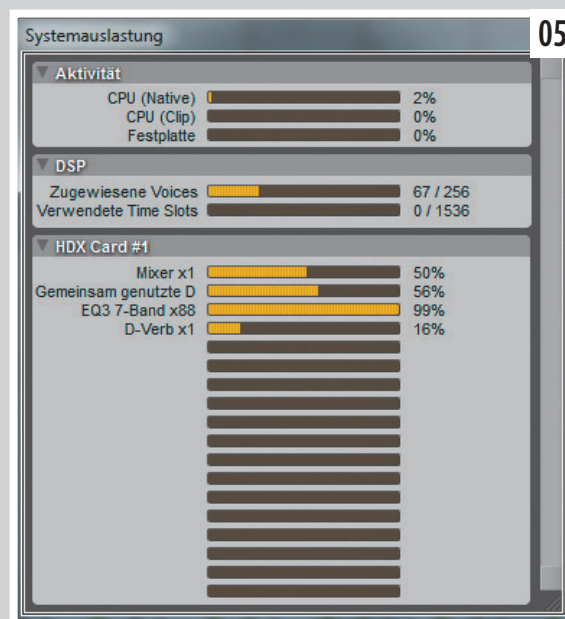 Systemauslastung
05
Aktivität
CPU (Native) 2%
CPU (Clip) 0%
Festplatte 0%
DSP
Zugewiesene Voices 67 / 256
Verwendete Time Slots 0 / 1536
HDX Card #1
Mixer x1 50%
Gemeinsam genutzte D 56%
EQ3 7-Band x88 99%
D-Verb x1 16%